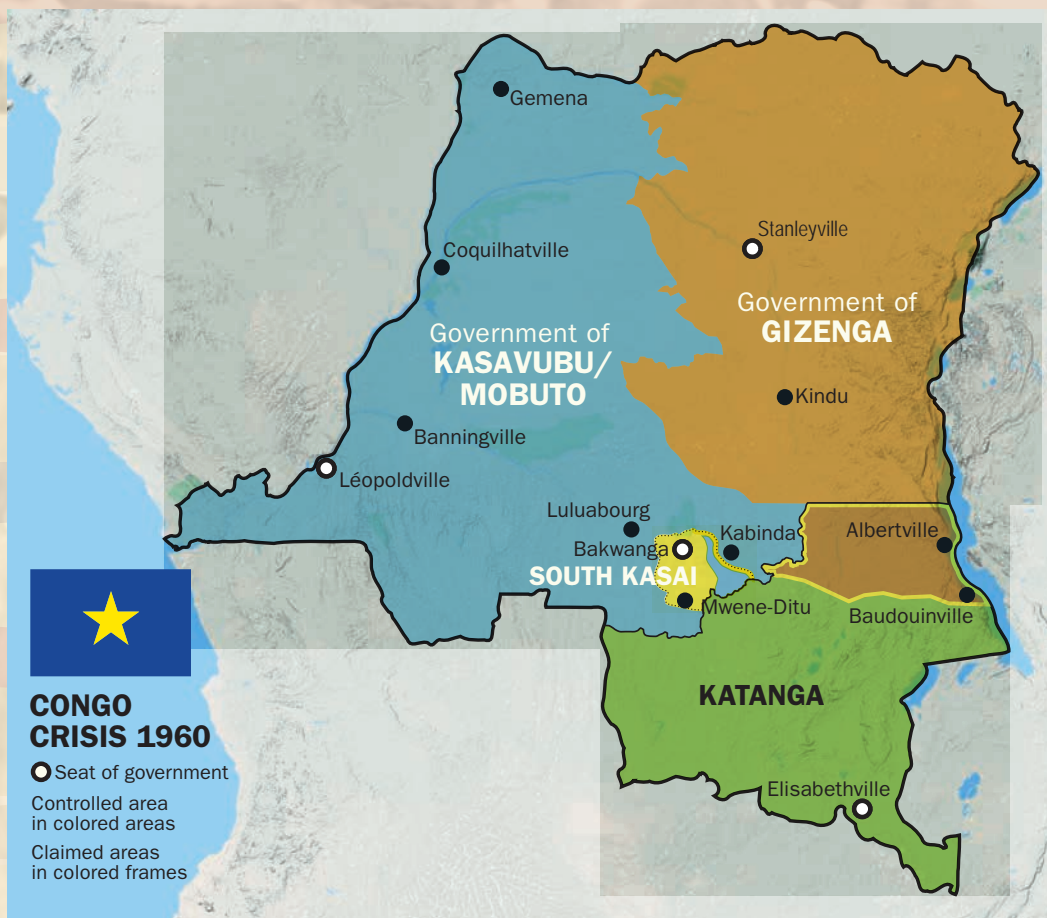 Gemena
Stanleyville
Coquilhatville
Government of
GIZENGA
Government of
KASAVUBU/
MOBUTO
Kindu
Banningville
Léopoldville
Luluabourg
Kabinda
Albertville
Bakwanga
SOUTH KASAI
Mwene-Ditu
Baudouinville
KATANGA
Elisabethville
CONGO
CRISIS 1960
Seat of government
Controlled area
in colored areas
Claimed areas
in colored frames